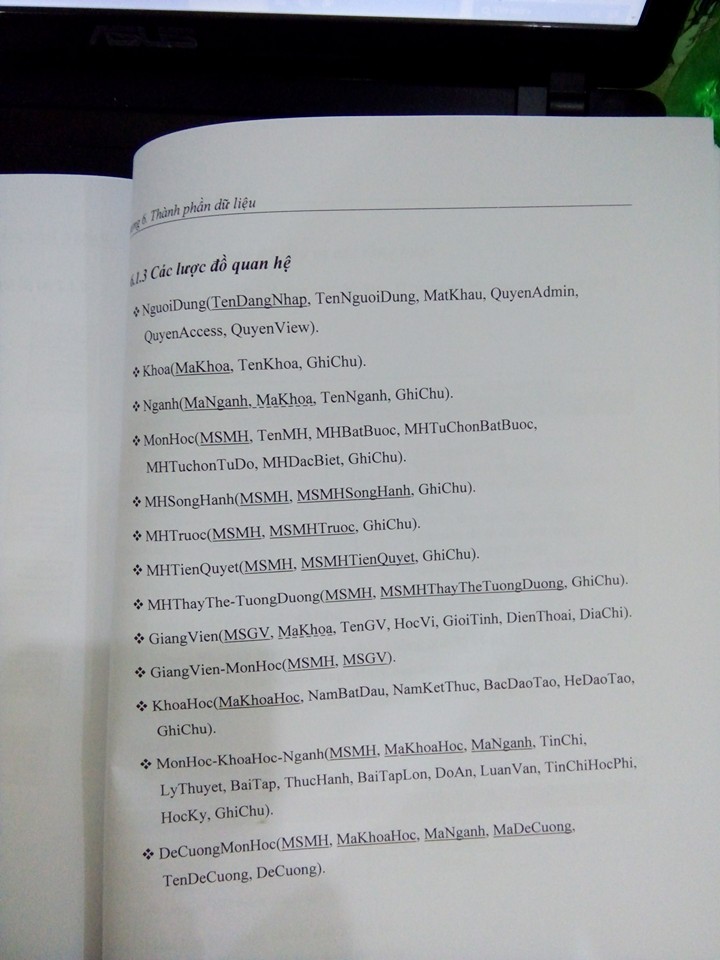 ASUS
6. Thành phần dữ liệu
6.1.3 Các lược đồ quan hệ
❖ NguoiDung(TenDangNhap, TenNguoiDung, MatKhau, QuyenAdmin,
QuyenAccess, QuyenView).
❖ Khoa(MaKhoa, TenKhoa, GhiChu).
❖ Nganh(MaNganh, MaKhoa, TenNganh, GhiChu).
❖ MonHoc(MSMH, TenMH, MHBatBuoc, MHTuChonBatBuoc,
MHTuchonTuDo, MHDacBiet, GhiChu).
❖ MHSongHanh(MSMH, MSMHSongHanh, GhiChu).
❖ MHTruoc(MSMH, MSMHTruoc, GhiChu).
❖ MHTienQuyet(MSMH, MSMHTienQuyet, GhiChu).
❖ MHThayThe-TuongDuong(MSMH, MSMHThayTheTuongDuong, GhiChu).
❖ GiangVien(MSGV, MaKhoa, TenGV, HocVi, GioiTinh, DienThoai, DiaChi).
❖ GiangVien-MonHoc(MSMH, MSGV).
❖ KhoaHoc(MaKhoaHoc, NamBatDau, NamKetThuc, BacDaoTao, HeDaoTao,
GhiChu).
❖ MonHoc-KhoaHoc-Nganh(MSMH, MaKhoaHoc, MaNganh, TinChi,
LyThuyet, BaiTap, ThucHanh, BaiTapLon, DoAn, LuanVan, TinChiHocPhi,
HocKy, GhiChu).
❖ DeCuongMonHoc(MSMH, MaKhoaHoc, MaNganh, MaDeCuong,
TenDeCuong, DeCuong).